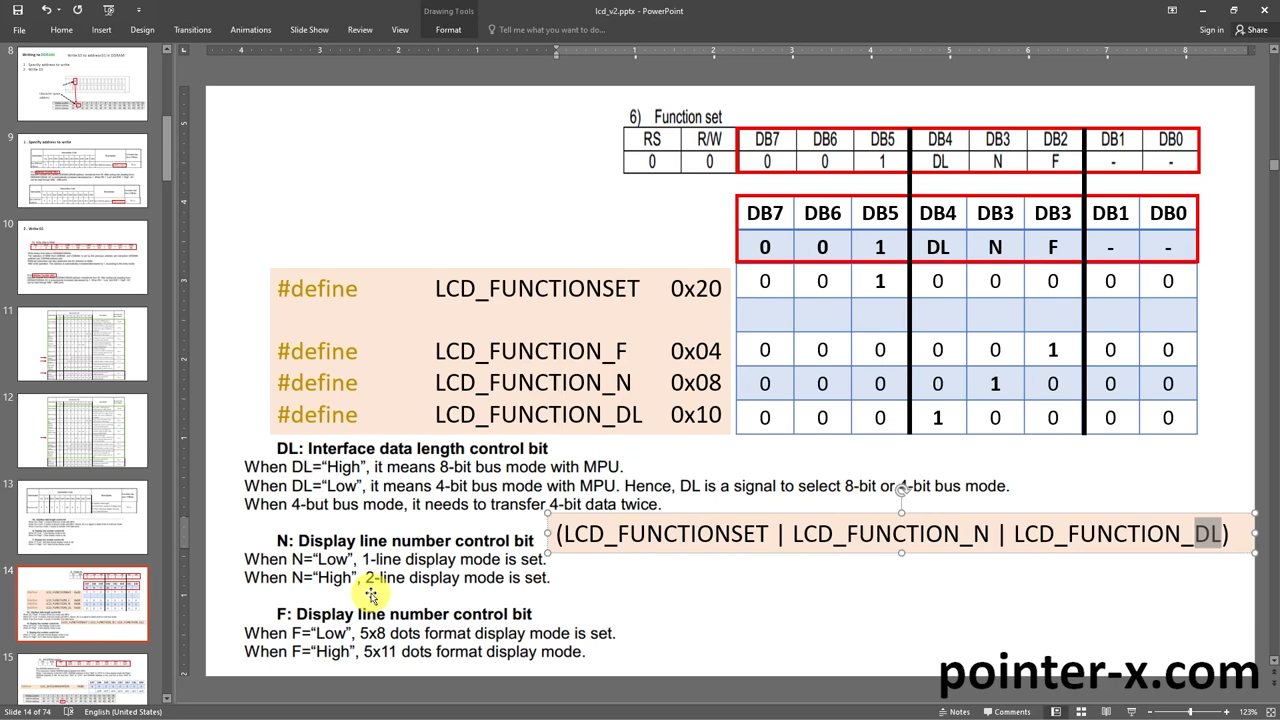 Drawing Tools
lcd_v2.pptx - PowerPoint
File Home Insert Draw Design Transitions Animations Slide Show Review View Format Tell me what you want to do... Sign in Share
8
9
10
11
12
13
14
15
6) Function set
RS R/W DB7 DB6 DB5 DB4 DB3 DB2 DB1 DB0
0 0 0 0 1 DL N F - -
DB7 DB6 DB5 DB4 DB3 DB3 DB1 DB0
0 0 1 DL N F -
#define LCD_FUNCTIONSET 0x20 0 0 1 0 0 0 0 0
#define LCD_FUNCTION_F 0x04 0 0 0 0 0 1 0 0
#define LCD_FUNCTION_N 0x08 0 0 0 0 1 0 0 0
#define LCD_FUNCTION_DL 0x10 0 0 0 1 0 0 0 0
DL: Interface data length control bit
When DL="High", it means 8-bit bus mode with MPU.
When DL="Low", it means 4-bit bus mode with MPU. Hence, DL is a signal to select 8-bit or 4-bit bus mode.
When 4-but bus mode, it needs to transfer 4-bit data twice.
(LCD_FUNCTIONSET | LCD_FUNCTION_N | LCD_FUNCTION_DL)
N: Display line number control bit
When N="Low", 1-line display mode is set.
When N="High", 2-line display mode is set.
F: Display line number control bit
When F="Low", 5x8 dots format display mode is set.
When F="High", 5x11 dots format display mode.
pinter-x.com
Slide 14 of 74 English (United States) Notes Comments 123%